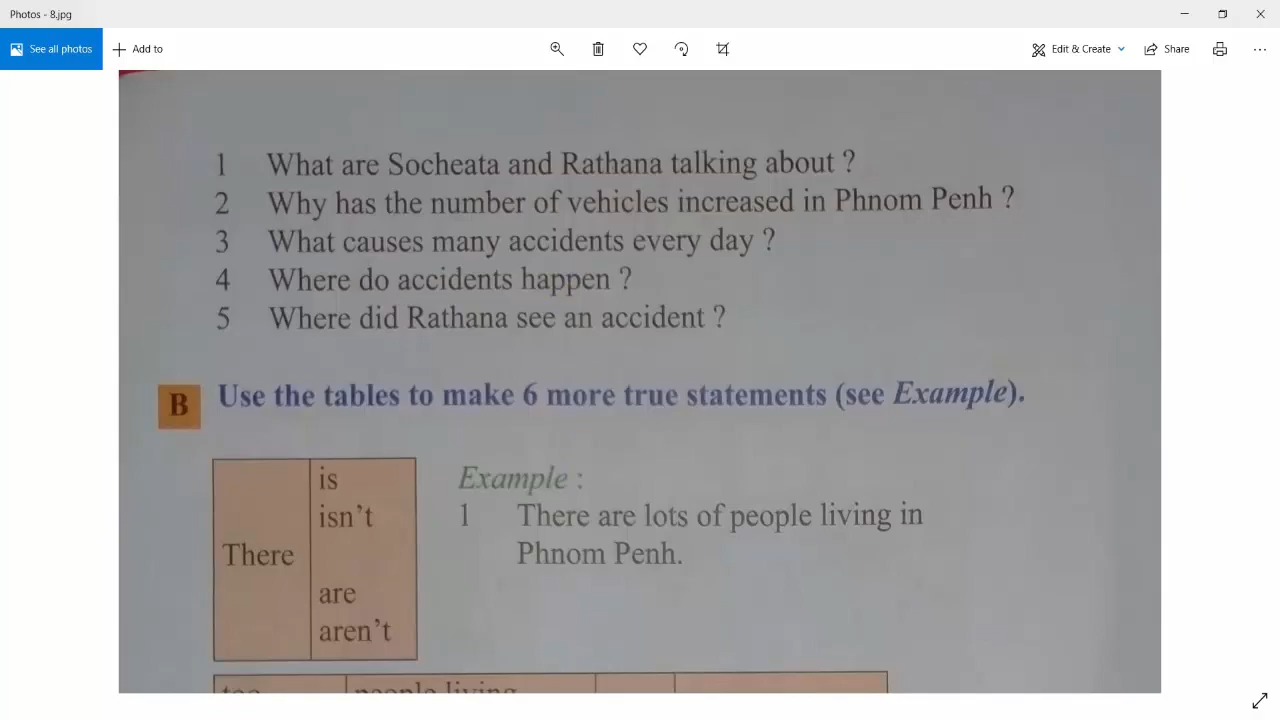 Photos - 8.jpg
See all photos
Add to
Edit & Create
Share
1 What are Socheata and Rathana talking about ?
2 Why has the number of vehicles increased in Phnom Penh ?
3 What causes many accidents every day ?
4 Where do accidents happen ?
5 Where did Rathana see an accident ?
B Use the tables to make 6 more true statements (see Example).
There
is
isn't
are
aren't
Example :
1 There are lots of people living in
Phnom Penh.
too people living